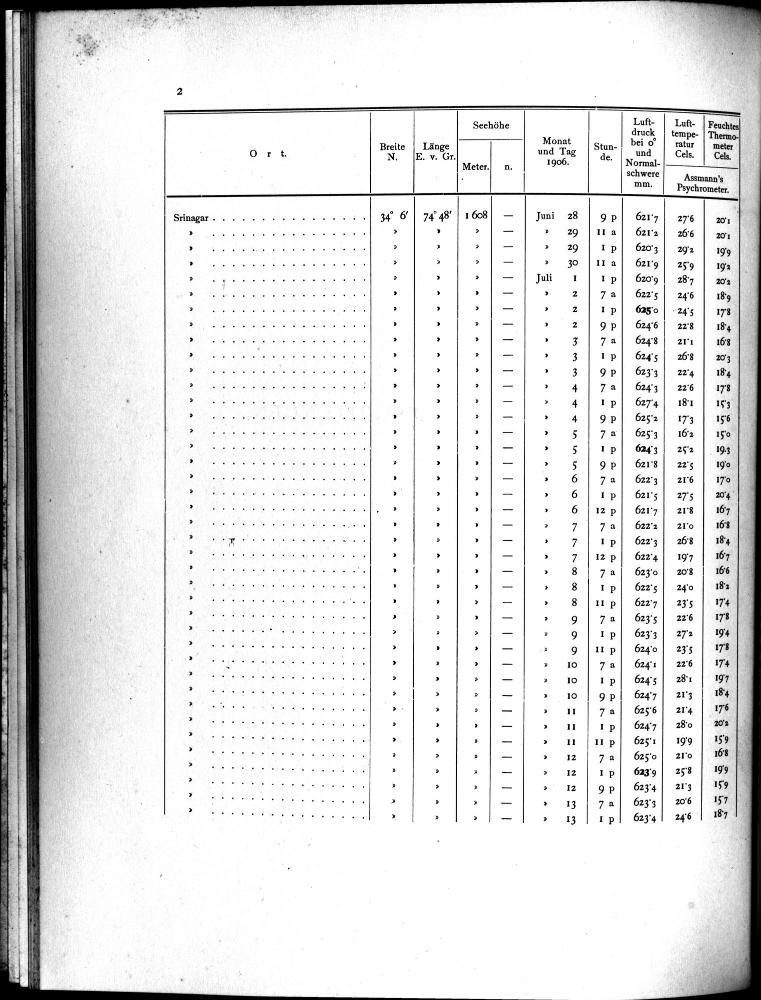 2
O r t. Breite N. Länge E. v. Gr. Seehöhe Meter. n. Monat und Tag 1906. Stun-de. Luft-druck bei 0° und Normal-schwere mm. Luft-tempe-ratur Cels. Feuchtes Thermo-meter Cels. Assmann's Psychrometer.
Srinagar . . . . . . . . . . . . . . . . 34° 6′ 74° 48′ 1 608 — Juni 28 9 p 621·7 27·6 20·1
» . . . . . . . . . . . . . . . . » » » — » 29 11 a 621·2 26·6 20·1
» . . . . . . . . . . . . . . . . » » » — » 29 1 p 620·3 29·2 19·9
» . . . . . . . . . . . . . . . . » » » — » 30 11 a 621·9 25·9 19·2
» . . . . . . . . . . . . . . . . » » » — Juli 1 1 p 620·9 28·7 20·2
» . . . . . . . . . . . . . . . . » » » — » 2 7 a 622·5 24·6 18·9
» . . . . . . . . . . . . . . . . » » » — » 2 1 p 625·0 24·5 17·8
» . . . . . . . . . . . . . . . . » » » — » 2 9 p 624·6 22·8 18·4
» . . . . . . . . . . . . . . . . » » » — » 3 7 a 624·8 21·1 16·8
» . . . . . . . . . . . . . . . . » » » — » 3 1 p 624·5 26·8 20·3
» . . . . . . . . . . . . . . . . » » » — » 3 9 p 623·3 22·4 18·4
» . . . . . . . . . . . . . . . . » » » — » 4 7 a 624·3 22·6 17·8
» . . . . . . . . . . . . . . . . » » » — » 4 1 p 627·4 18·1 15·3
» . . . . . . . . . . . . . . . . » » » — » 4 9 p 625·2 17·3 15·6
» . . . . . . . . . . . . . . . . » » » — » 5 7 a 625·3 16·2 15·0
» . . . . . . . . . . . . . . . . » » » — » 5 1 p 624·3 25·2 19.3
» . . . . . . . . . . . . . . . . » » » — » 5 9 p 621·8 22·5 19·0
» . . . . . . . . . . . . . . . . » » » — » 6 7 a 622·3 21·6 17·0
» . . . . . . . . . . . . . . . . » » » — » 6 1 p 621·5 27·5 20·4
» . . . . . . . . . . . . . . . . » » » — » 6 12 p 621·7 21·8 16·7
» . . . . . . . . . . . . . . . . » » » — » 7 7 a 622·2 21·0 16·8
» . . . . . . . . . . . . . . . . » » » — » 7 1 p 622·3 26·8 18·4
» . . . . . . . . . . . . . . . . » » » — » 7 12 p 622·4 19·7 16·7
» . . . . . . . . . . . . . . . . » » » — » 8 7 a 623·0 20·8 16·6
» . . . . . . . . . . . . . . . . » » » — » 8 1 p 622·5 24·0 18·2
» . . . . . . . . . . . . . . . . » » » — » 8 11 p 622·7 23·5 17·4
» . . . . . . . . . . . . . . . . » » » — » 9 7 a 623·5 22·6 17·8
» . . . . . . . . . . . . . . . . » » » — » 9 1 p 623·3 27·2 19·4
» . . . . . . . . . . . . . . . . » » » — » 9 11 p 624·0 23·5 17·8
» . . . . . . . . . . . . . . . . » » » — » 10 7 a 624·1 22·6 17·4
» . . . . . . . . . . . . . . . . » » » — » 10 1 p 624·5 28·1 19·7
» . . . . . . . . . . . . . . . . » » » — » 10 9 p 624·7 21·3 18·4
» . . . . . . . . . . . . . . . . » » » — » 11 7 a 625·6 21·4 17·6
» . . . . . . . . . . . . . . . . » » » — » 11 1 p 624·7 28·0 20·2
» . . . . . . . . . . . . . . . . » » » — » 11 11 p 625·1 19·9 15·9
» . . . . . . . . . . . . . . . . » » » — » 12 7 a 625·0 21·0 16·8
» . . . . . . . . . . . . . . . . » » » — » 12 1 p 623·9 25·8 19·9
» . . . . . . . . . . . . . . . . » » » — » 12 9 p 623·4 21·3 15·9
» . . . . . . . . . . . . . . . . » » » — » 13 7 a 623·3 20·6 15·7
» . . . . . . . . . . . . . . . . » » » — » 13 1 p 623·4 24·6 18·7